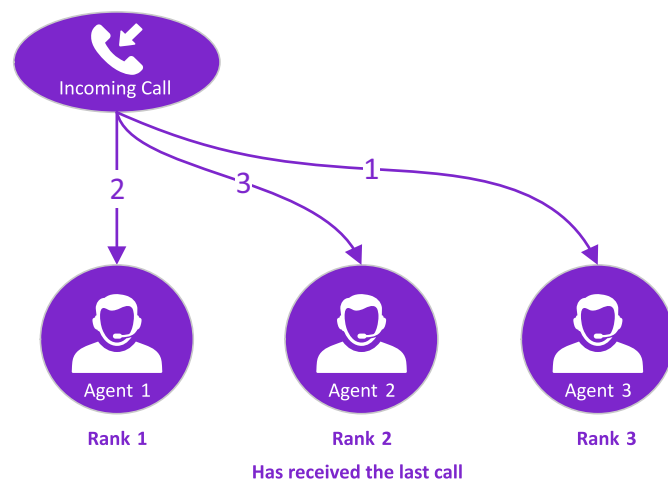 Incoming Call
2
3
1
Agent 1
Agent 2
Agent 3
Rank 1
Rank 2
Rank 3
Has received the last call